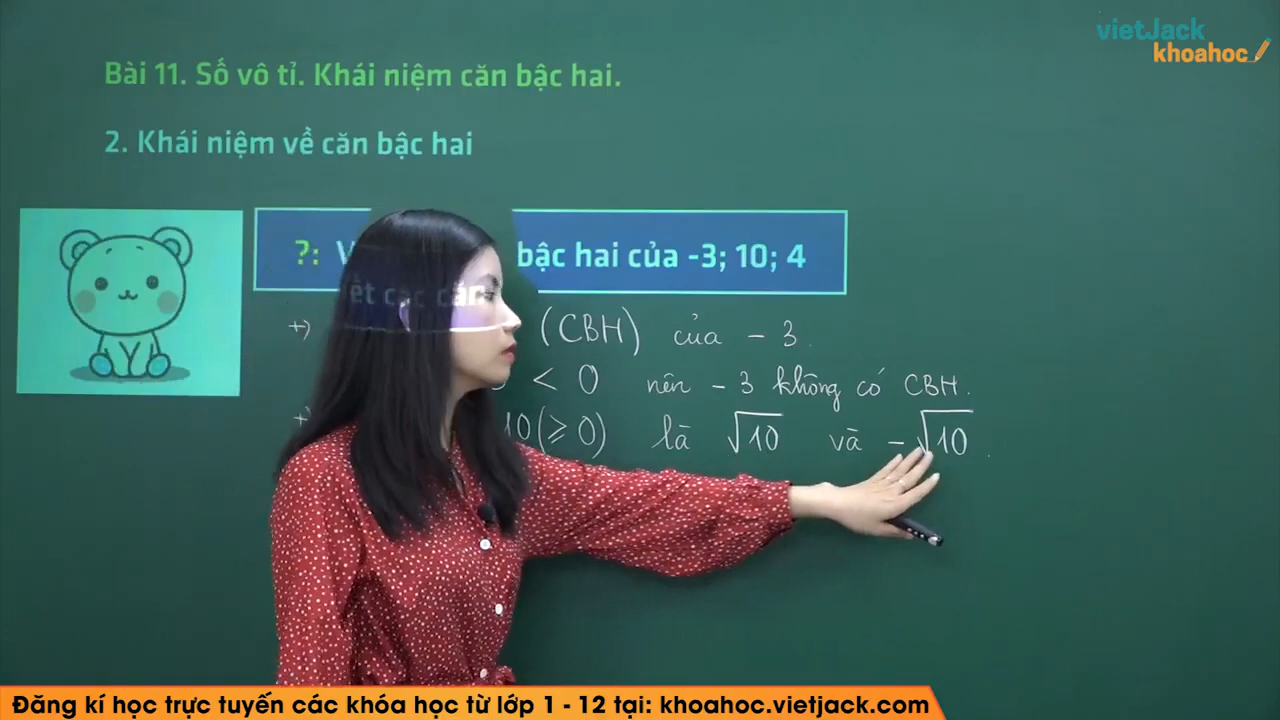 vietJack
khoahoc
Bài 11. Số vô tỉ. Khái niệm căn bậc hai.
2. Khái niệm về căn bậc hai
?: bậc hai của -3; 10; 4
+) (CBH) của - 3.
< 0 nên - 3 không có CBH.
10 (≥ 0) là √10 và - √10.
Đăng kí học trực tuyến các khóa học từ lớp 1 - 12 tại: khoahoc.vietjack.com